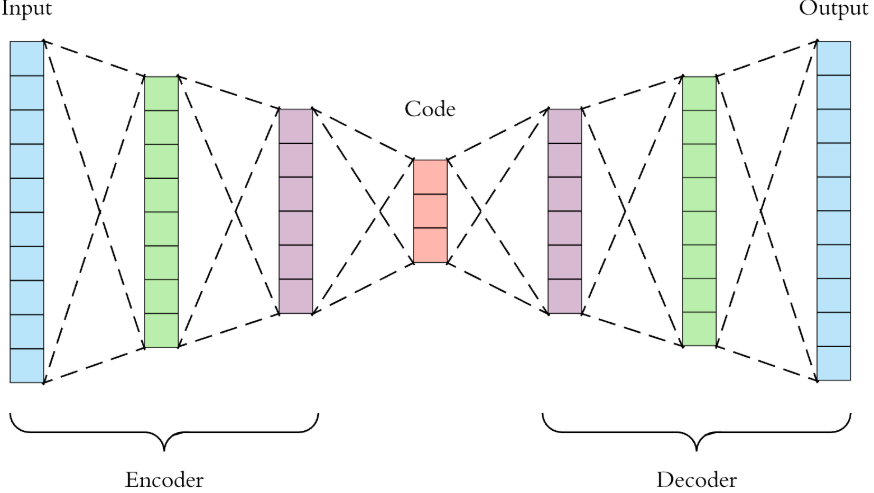 Input
Output
Code
Encoder
Decoder